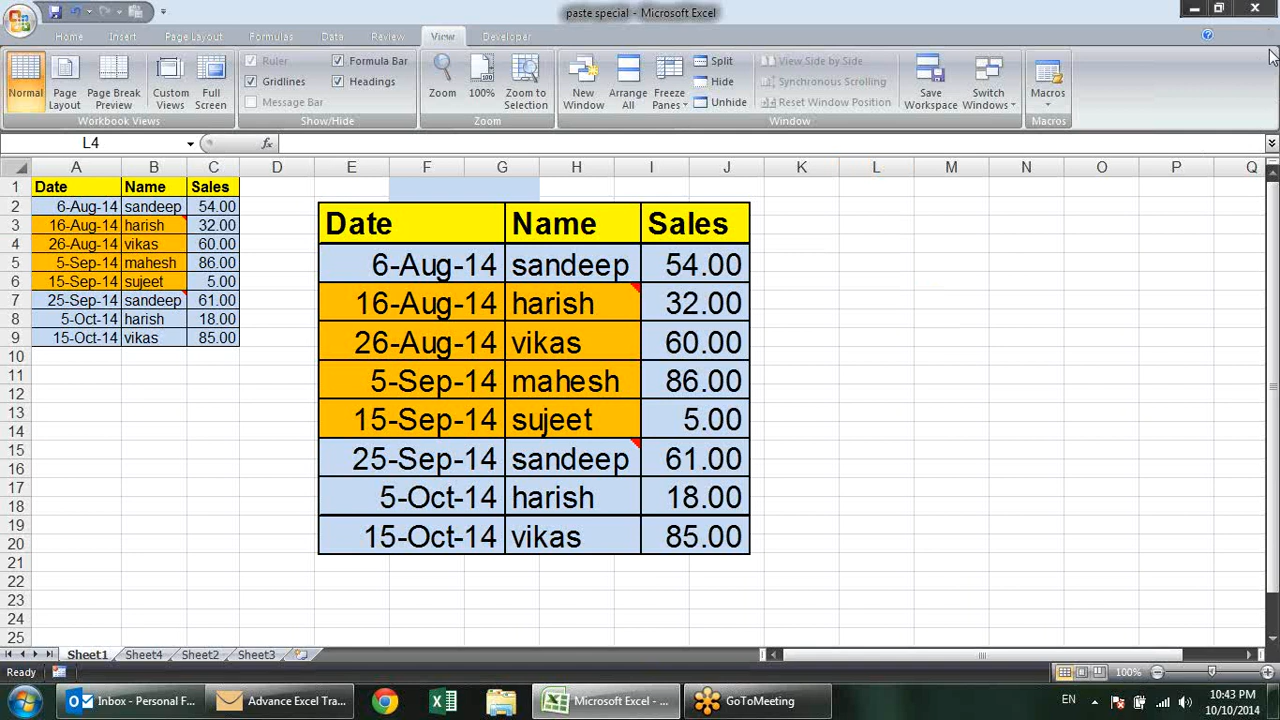 paste special - Microsoft Excel
Home Insert Page Layout Formulas Data Review View Developer
Normal
Page Layout
Page Break Preview
Custom Views
Full Screen
Workbook Views
Ruler
Gridlines
Message Bar
Formula Bar
Headings
Show/Hide
Zoom
100%
Zoom to Selection
Zoom
New Window
Arrange All
Freeze Panes
Split
Hide
Unhide
View Side by Side
Synchronous Scrolling
Reset Window Position
Save Workspace
Switch Windows
Window
Macros
Macros
L4 fx
A B C D E F G H I J K L M N O P Q
1 Date Name Sales
2 6-Aug-14 sandeep 54.00
3 16-Aug-14 harish 32.00
4 26-Aug-14 vikas 60.00
5 5-Sep-14 mahesh 86.00
6 15-Sep-14 sujeet 5.00
7 25-Sep-14 sandeep 61.00
8 5-Oct-14 harish 18.00
9 15-Oct-14 vikas 85.00
10
11
12
13
14
15
16
17
18
19
20
21
22
23
24
25
Date Name Sales
6-Aug-14 sandeep 54.00
16-Aug-14 harish 32.00
26-Aug-14 vikas 60.00
5-Sep-14 mahesh 86.00
15-Sep-14 sujeet 5.00
25-Sep-14 sandeep 61.00
5-Oct-14 harish 18.00
15-Oct-14 vikas 85.00
Sheet1 Sheet4 Sheet2 Sheet3
Ready 100%
Inbox - Personal F... Advance Excel Tra... Microsoft Excel - ... GoToMeeting EN 10:43 PM
10/10/2014